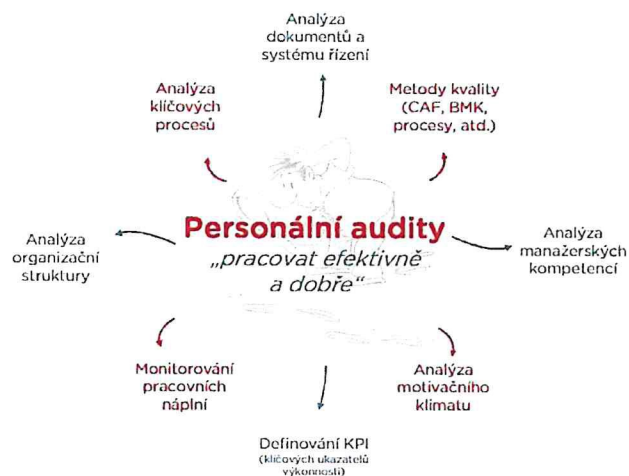 Analýza
dokumentů a
systému řízení
Analýza
klíčových
procesů
Metody kvality
(CAF, BMK,
procesy, atd.)
Personální audity
„pracovat efektivně
a dobře“
Analýza
organizační
struktury
Analýza
manažerských
kompetencí
Monitorování
pracovních
náplní
Analýza
motivačního
klimatu
Definování KPI
(klíčových ukazatelů
výkonnosti)